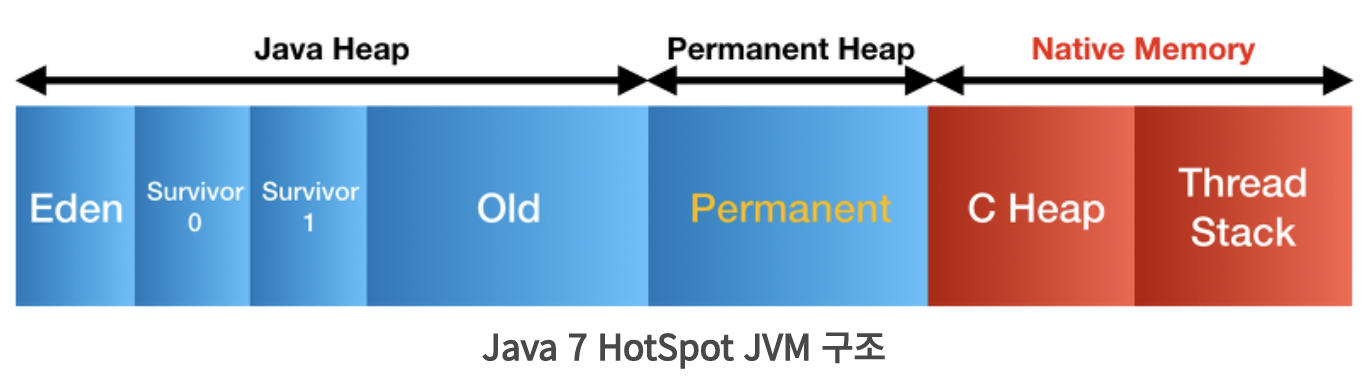 Java Heap
Permanent Heap
Native Memory
Eden
Survivor
0
Survivor
1
Old
Permanent
C Heap
Thread
Stack
Java 7 HotSpot JVM 구조